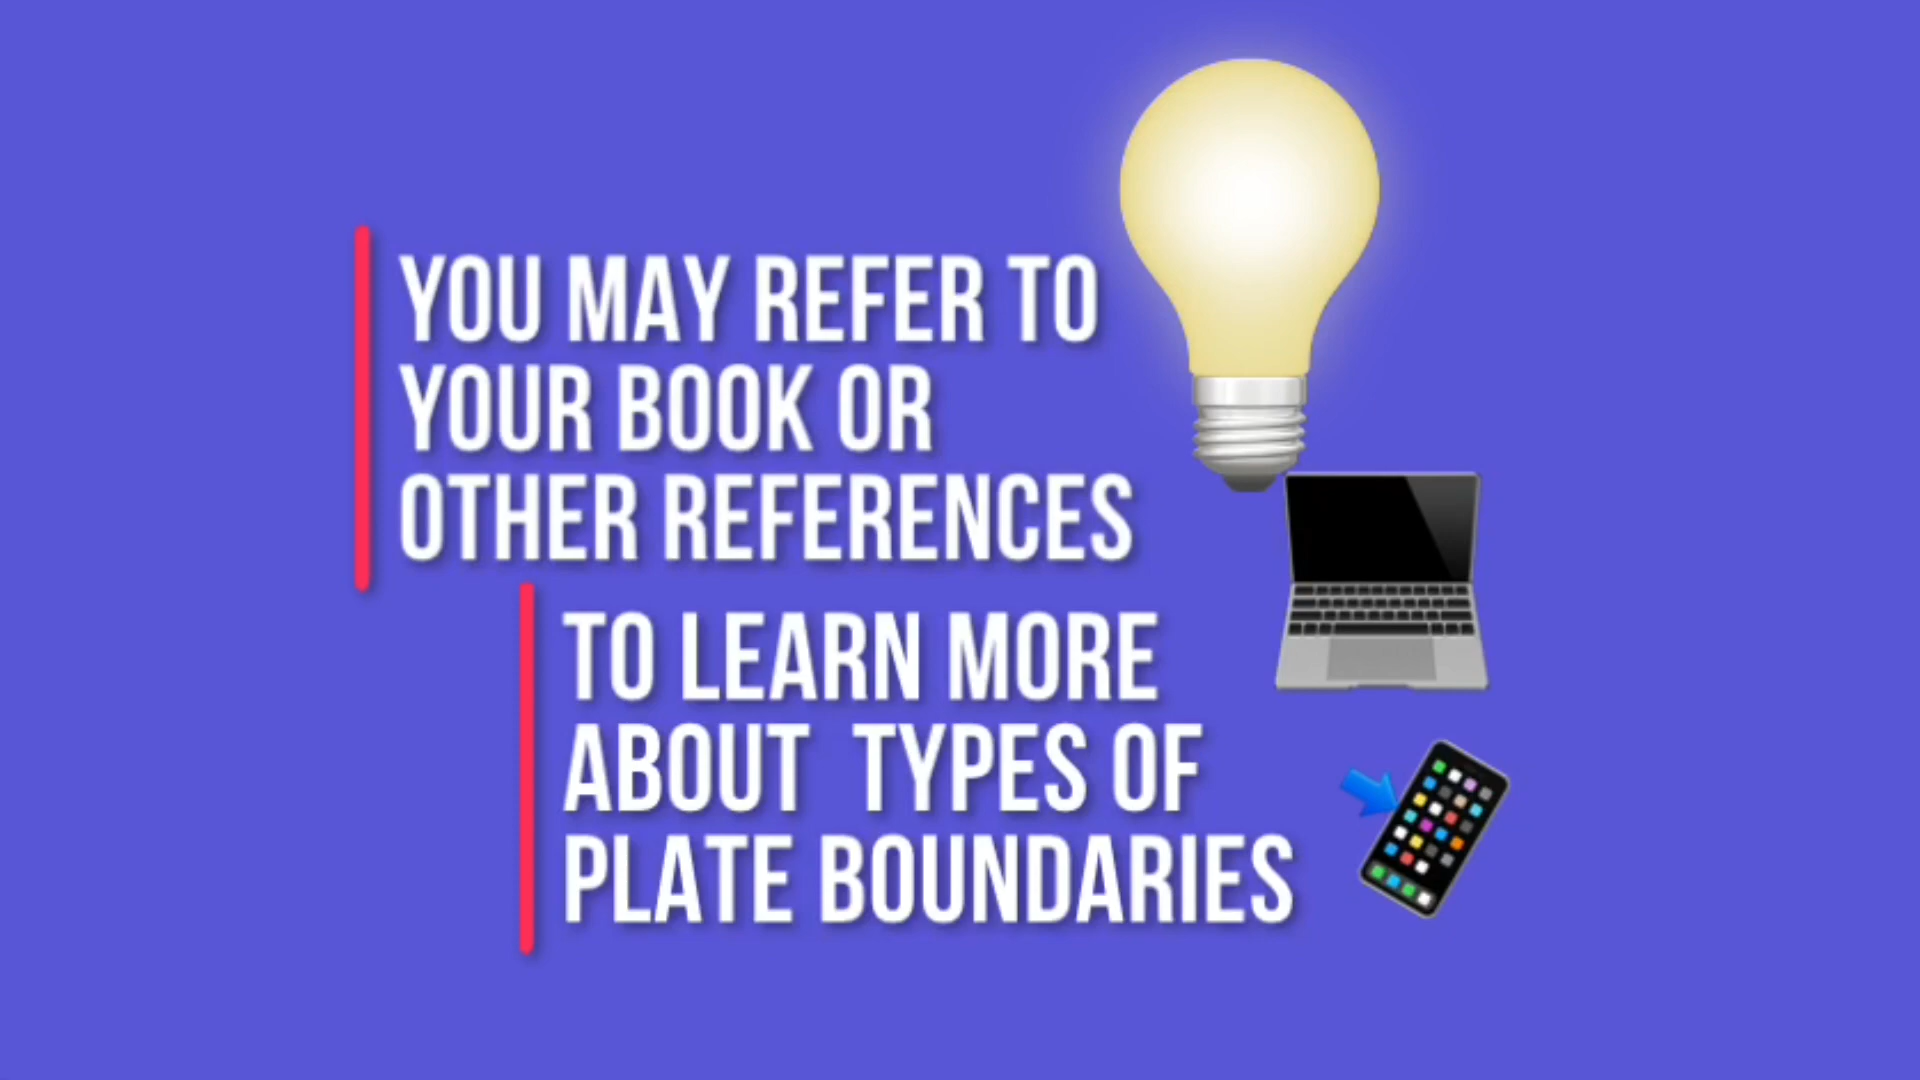 YOU MAY REFER TO
YOUR BOOK OR
OTHER REFERENCES
TO LEARN MORE
ABOUT TYPES OF
PLATE BOUNDARIES